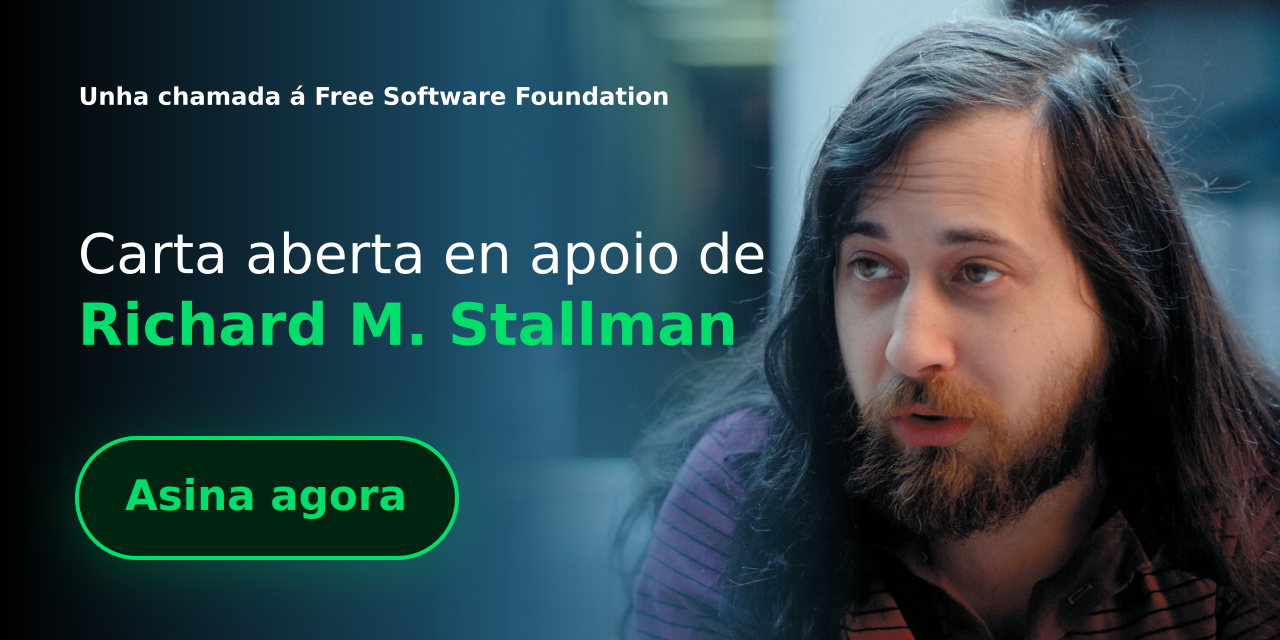 Unha chamada á Free Software Foundation
Carta aberta en apoio de
Richard M. Stallman
Asina agora